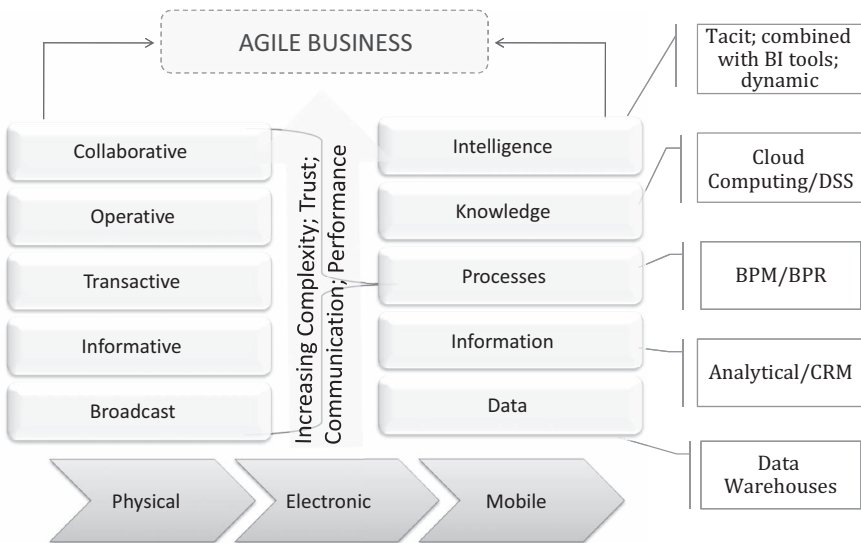 AGILE BUSINESS
Collaborative
Operative
Transactive
Informative
Broadcast
Increasing Complexity; Trust;
Communication; Performance
Intelligence
Knowledge
Processes
Information
Data
Tacit; combined
with BI tools;
dynamic
Cloud
Computing/DSS
BPM/BPR
Analytical/CRM
Data
Warehouses
Physical
Electronic
Mobile